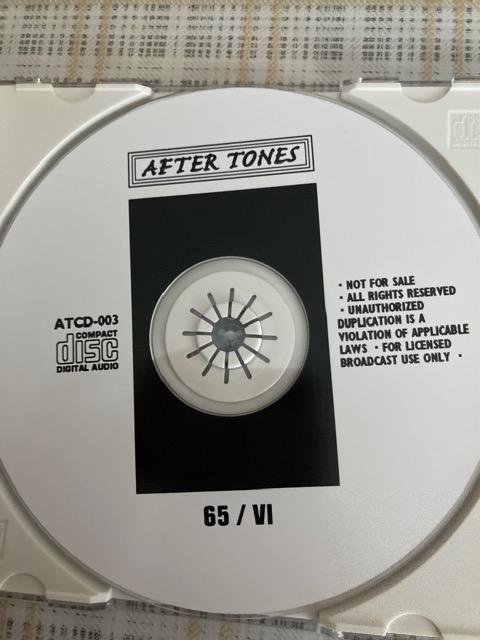 AFTER TONES
· NOT FOR SALE
· ALL RIGHTS RESERVED
· UNAUTHORIZED
DUPLICATION IS A
VIOLATION OF APPLICABLE
LAWS · FOR LICENSED
BROADCAST USE ONLY ·
ATCD-003
COMPACT
disc
DIGITAL AUDIO
65 / VI